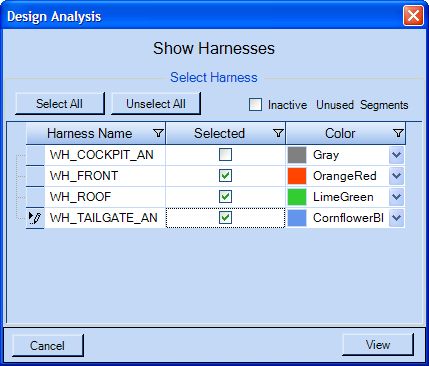 Design Analysis
Show Harnesses
Select Harness
Select All Unselect All Inactive Unused Segments
Harness Name Selected Color
WH_COCKPIT_AN Gray
WH_FRONT OrangeRed
WH_ROOF LimeGreen
WH_TAILGATE_AN CornflowerBl
Cancel View